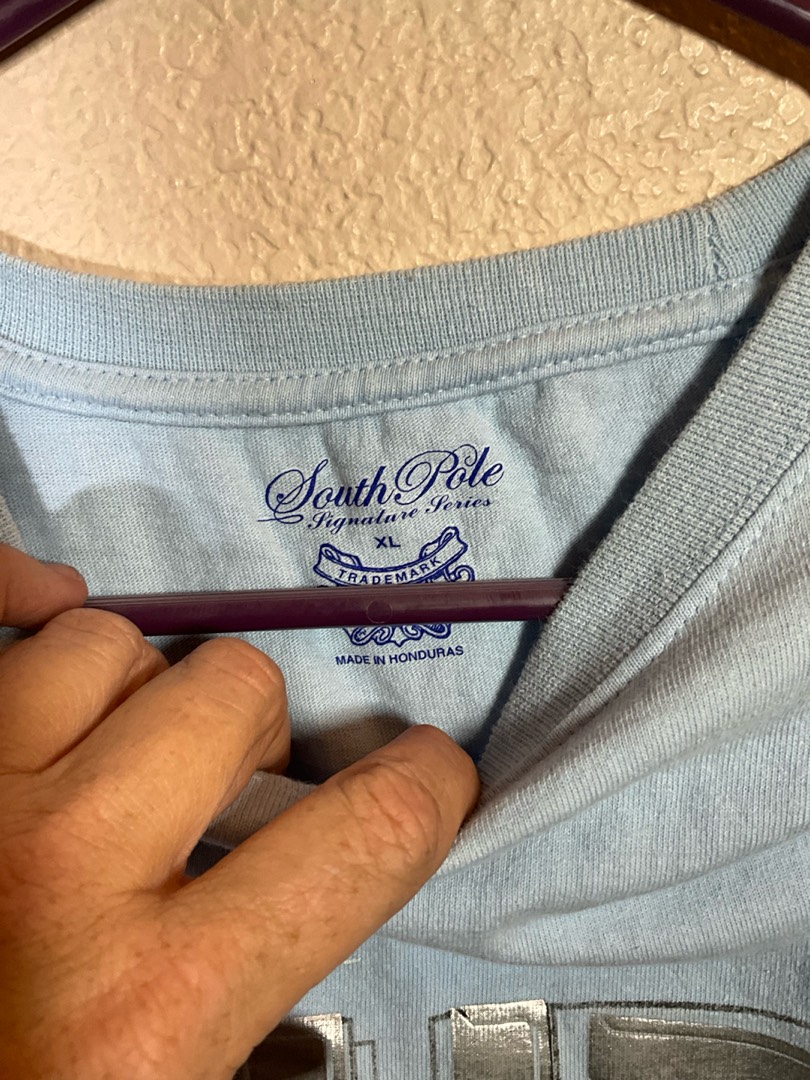 South Pole
Signature Series
XL
TRADEMARK
MADE IN HONDURAS